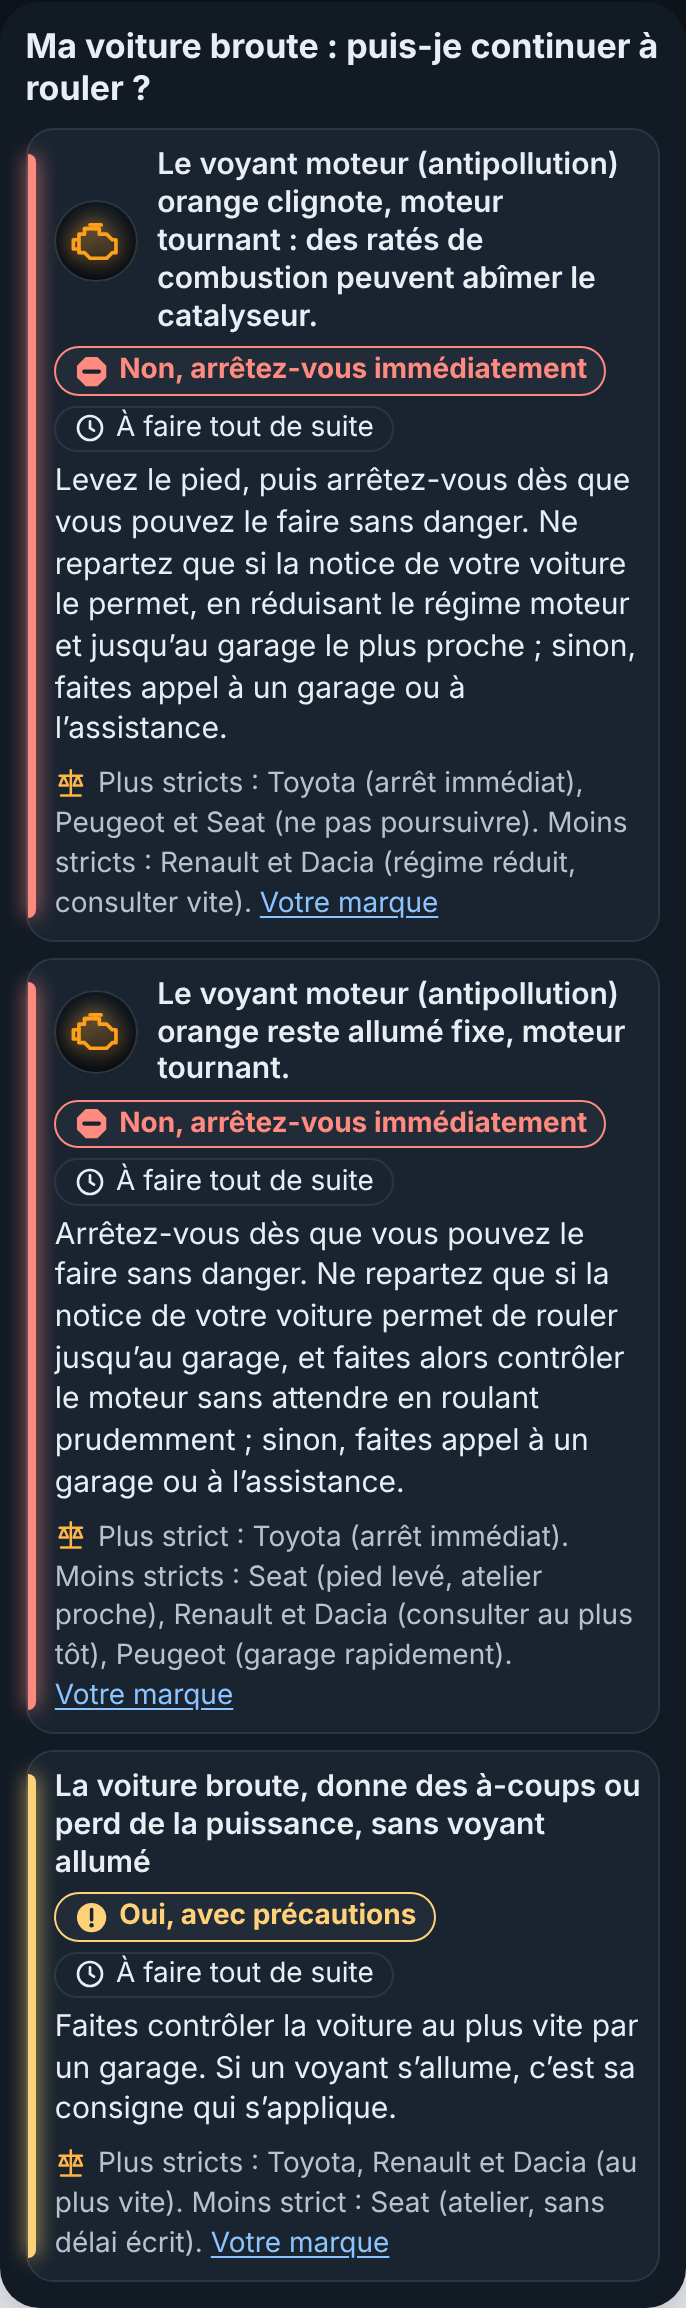 Ma voiture broute : puis-je continuer à
rouler ?
Le voyant moteur (antipollution)
orange clignote, moteur
tournant : des ratés de
combustion peuvent abîmer le
catalyseur.
Non, arrêtez-vous immédiatement
À faire tout de suite
Levez le pied, puis arrêtez-vous dès que
vous pouvez le faire sans danger. Ne
repartez que si la notice de votre voiture
le permet, en réduisant le régime moteur
et jusqu’au garage le plus proche ; sinon,
faites appel à un garage ou à
l’assistance.
Plus stricts : Toyota (arrêt immédiat),
Peugeot et Seat (ne pas poursuivre). Moins
stricts : Renault et Dacia (régime réduit,
consulter vite). Votre marque
Le voyant moteur (antipollution)
orange reste allumé fixe, moteur
tournant.
Non, arrêtez-vous immédiatement
À faire tout de suite
Arrêtez-vous dès que vous pouvez le
faire sans danger. Ne repartez que si la
notice de votre voiture permet de rouler
jusqu’au garage, et faites alors contrôler
le moteur sans attendre en roulant
prudemment ; sinon, faites appel à un
garage ou à l’assistance.
Plus strict : Toyota (arrêt immédiat).
Moins stricts : Seat (pied levé, atelier
proche), Renault et Dacia (consulter au plus
tôt), Peugeot (garage rapidement).
Votre marque
La voiture broute, donne des à-coups ou
perd de la puissance, sans voyant
allumé
Oui, avec précautions
À faire tout de suite
Faites contrôler la voiture au plus vite par
un garage. Si un voyant s’allume, c’est sa
consigne qui s’applique.
Plus stricts : Toyota, Renault et Dacia (au
plus vite). Moins strict : Seat (atelier, sans
délai écrit). Votre marque